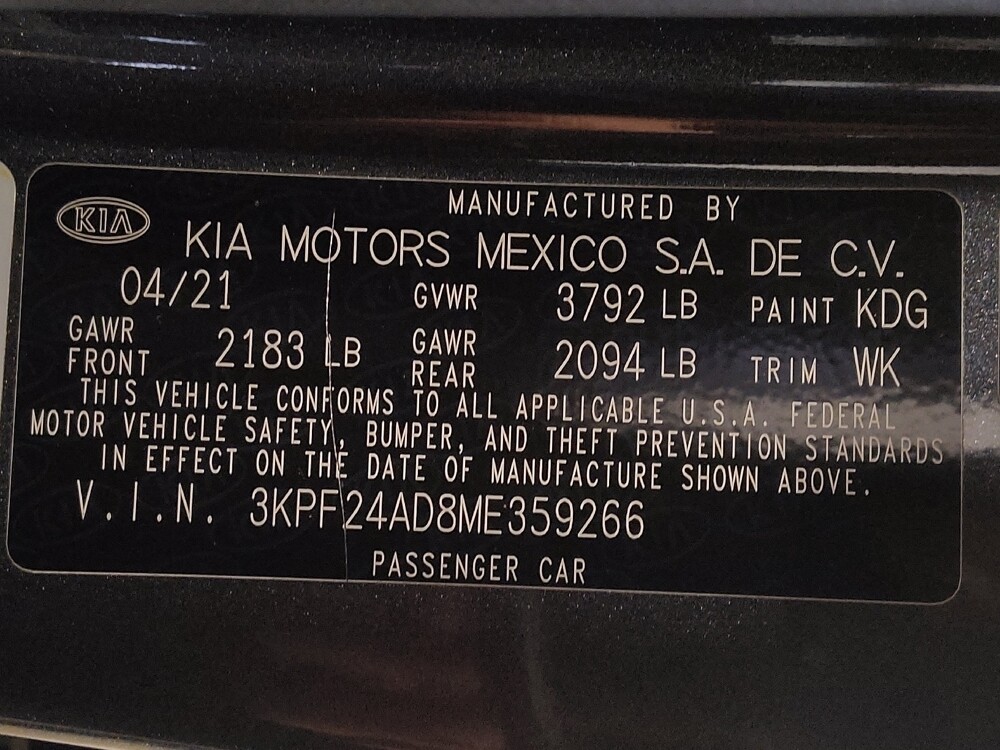 MANUFACTURED BY
KIA
KIA MOTORS MEXICO S.A. DE C.V.
04/21 GVWR 3792 LB PAINT KDG
GAWR FRONT 2183 LB GAWR REAR 2094 LB TRIM WK
THIS VEHICLE CONFORMS TO ALL APPLICABLE U.S.A. FEDERAL
MOTOR VEHICLE SAFETY, BUMPER, AND THEFT PREVENTION STANDARDS
IN EFFECT ON THE DATE OF MANUFACTURE SHOWN ABOVE.
V.I.N. 3KPF24AD8ME359266
PASSENGER CAR